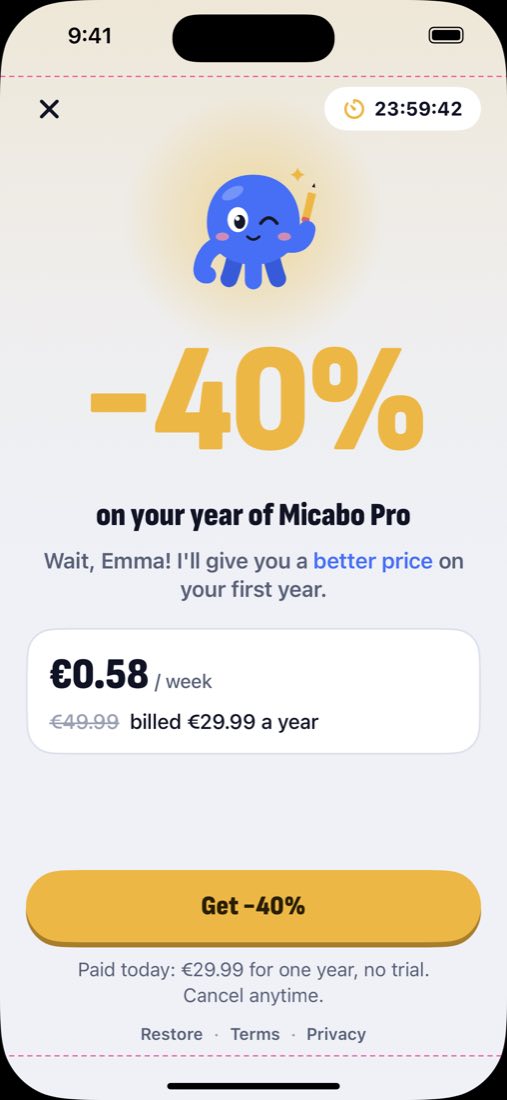 9:41
23:59:42
-40%
on your year of Micabo Pro
Wait, Emma! I'll give you a better price on
your first year.
€0.58 / week
€49.99 billed €29.99 a year
Get -40%
Paid today: €29.99 for one year, no trial.
Cancel anytime.
Restore · Terms · Privacy